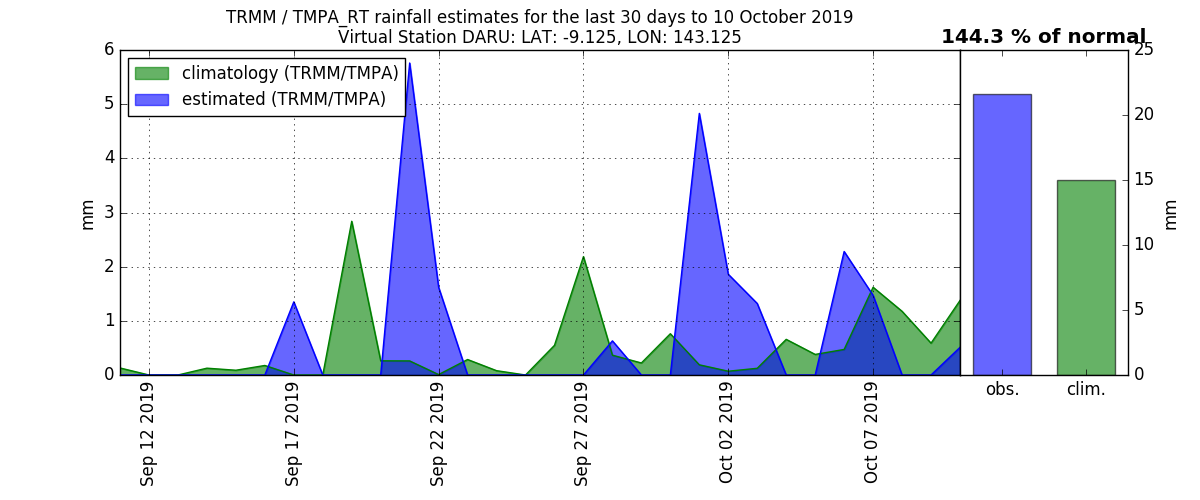 TRMM / TMPA_RT rainfall estimates for the last 30 days to 10 October 2019
Virtual Station DARU: LAT: -9.125, LON: 143.125
144.3 % of normal
climatology (TRMM/TMPA)
estimated (TRMM/TMPA)
6
5
4
3
2
1
0
mm
Sep 12 2019
Sep 17 2019
Sep 22 2019
Sep 27 2019
Oct 02 2019
Oct 07 2019
obs.
clim.
25
20
15
10
5
0
mm